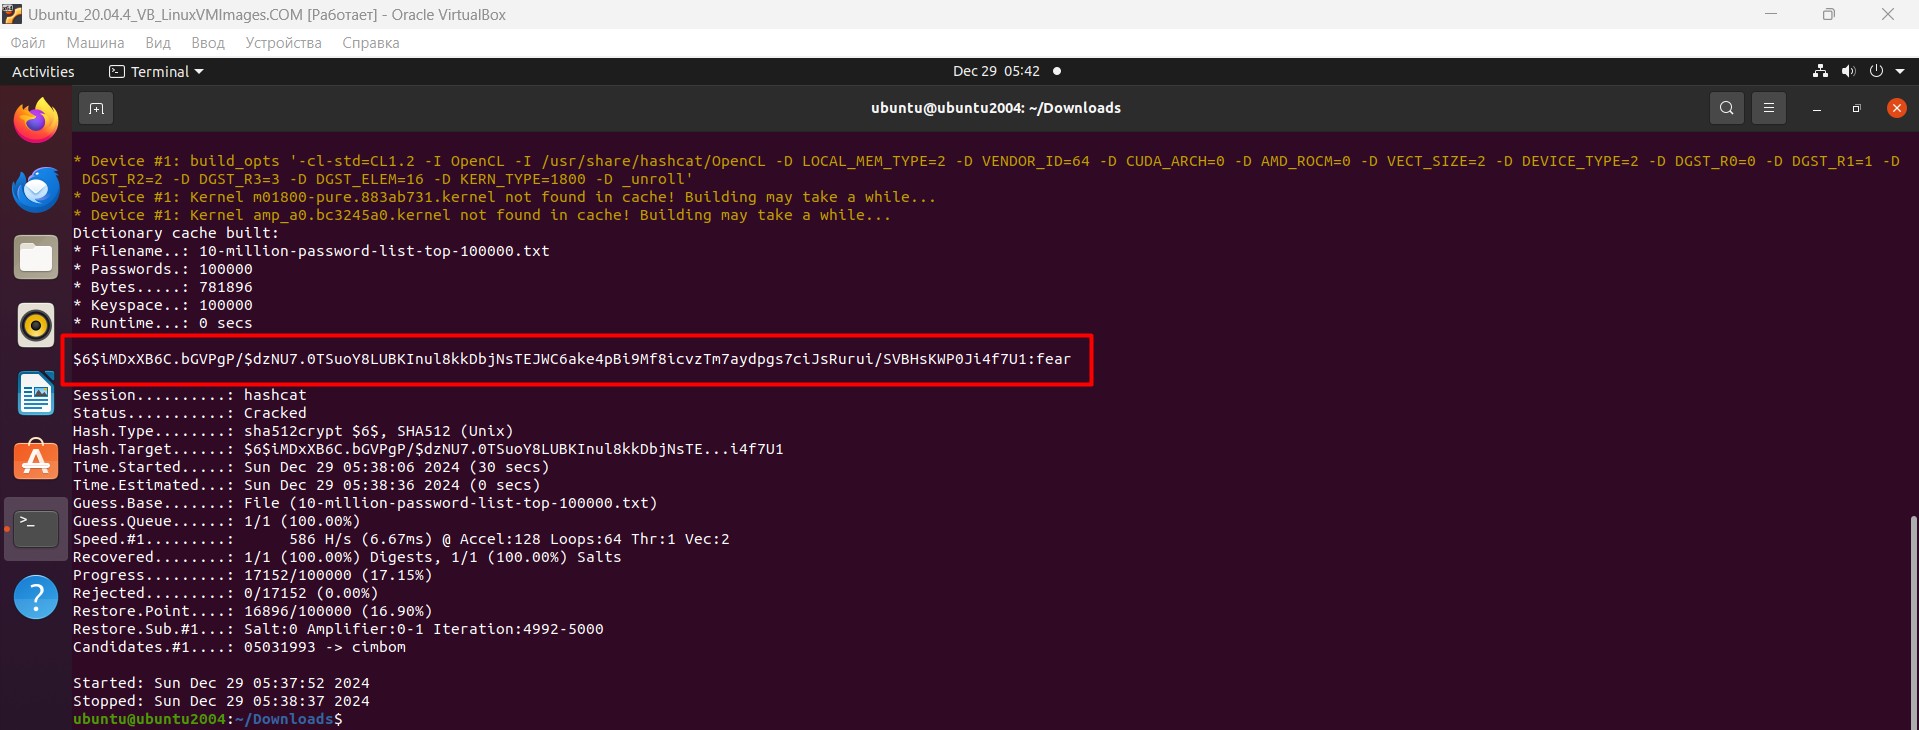 Ubuntu_20.04.4_VB_LinuxVMImages.COM [Работает] - Oracle VirtualBox
Файл Машина Вид Ввод Устройства Справка
Activities Terminal Dec 29 05:42
ubuntu@ubuntu2004: ~/Downloads
* Device #1: build_opts '-cl-std=CL1.2 -I OpenCL -I /usr/share/hashcat/OpenCL -D LOCAL_MEM_TYPE=2 -D VENDOR_ID=64 -D CUDA_ARCH=0 -D AMD_ROCM=0 -D VECT_SIZE=2 -D DEVICE_TYPE=2 -D DGST_R0=0 -D DGST_R1=1 -D
DGST_R2=2 -D DGST_R3=3 -D DGST_ELEM=16 -D KERN_TYPE=1800 -D _unroll'
* Device #1: Kernel m01800-pure.883ab731.kernel not found in cache! Building may take a while...
* Device #1: Kernel amp_a0.bc3245a0.kernel not found in cache! Building may take a while...
Dictionary cache built:
* Filename..: 10-million-password-list-top-100000.txt
* Passwords.: 100000
* Bytes.....: 781896
* Keyspace..: 100000
* Runtime...: 0 secs
$6$iMDxXB6C.bGVPgP/$dzNU7.0TSuoY8LUBKInul8kkDbjNsTEJWC6ake4pBi9Mf8icvzTm7aydpgs7ciJsRurui/SVBHsKWP0Ji4f7U1:fear
Session..........: hashcat
Status...........: Cracked
Hash.Type........: sha512crypt $6$, SHA512 (Unix)
Hash.Target......: $6$iMDxXB6C.bGVPgP/$dzNU7.0TSuoY8LUBKInul8kkDbjNsTE...i4f7U1
Time.Started.....: Sun Dec 29 05:38:06 2024 (30 secs)
Time.Estimated...: Sun Dec 29 05:38:36 2024 (0 secs)
Guess.Base.......: File (10-million-password-list-top-100000.txt)
Guess.Queue......: 1/1 (100.00%)
Speed.#1.........:      586 H/s (6.67ms) @ Accel:128 Loops:64 Thr:1 Vec:2
Recovered........: 1/1 (100.00%) Digests, 1/1 (100.00%) Salts
Progress.........: 17152/100000 (17.15%)
Rejected.........: 0/17152 (0.00%)
Restore.Point....: 16896/100000 (16.90%)
Restore.Sub.#1...: Salt:0 Amplifier:0-1 Iteration:4992-5000
Candidates.#1....: 05031993 -> cimbom
Started: Sun Dec 29 05:37:52 2024
Stopped: Sun Dec 29 05:38:37 2024
ubuntu@ubuntu2004:~/Downloads$